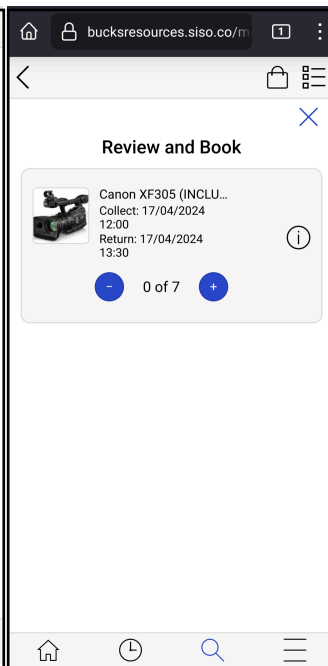 bucksresources.siso.co/m
1
Review and Book
Canon XF305 (INCLU...
Collect: 17/04/2024
12:00
Return: 17/04/2024
13:30
- 0 of 7 +